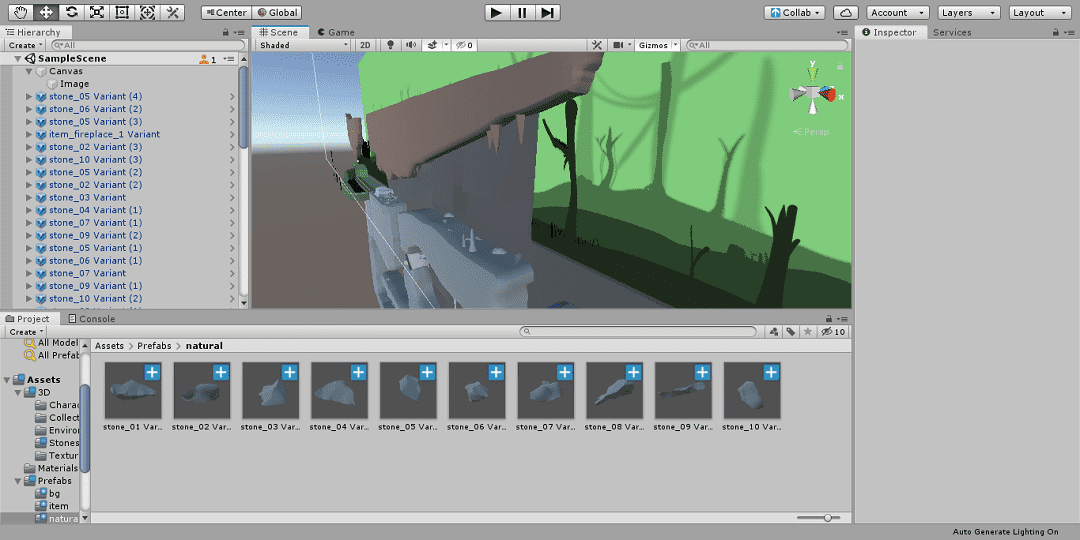 Center Global Collab Account Layers Layout
Hierarchy Scene Game Inspector Services
Create All Shaded 2D 0 Gizmos All
SampleScene 1
Canvas
Image
stone_05 Variant (4)
stone_06 Variant (2)
stone_05 Variant (3)
item_fireplace_1 Variant
stone_02 Variant (3)
stone_10 Variant (3)
stone_05 Variant (2)
stone_02 Variant (2)
stone_03 Variant
stone_04 Variant (1)
stone_07 Variant (1)
stone_09 Variant (2)
stone_05 Variant (1)
stone_06 Variant (1)
stone_07 Variant
stone_09 Variant (1)
stone_10 Variant (2)
y
x
Persp
Project Console
Create 10
All Model
All Prefab
Assets
3D
Charac
Collect
Environ
Stones
Textur
Materials
Prefabs
bg
item
natura
Assets > Prefabs > natural
stone_01 Var... stone_02 Var... stone_03 Var... stone_04 Var... stone_05 Var... stone_06 Var... stone_07 Var... stone_08 Var... stone_09 Var... stone_10 Var...
Auto Generate Lighting On